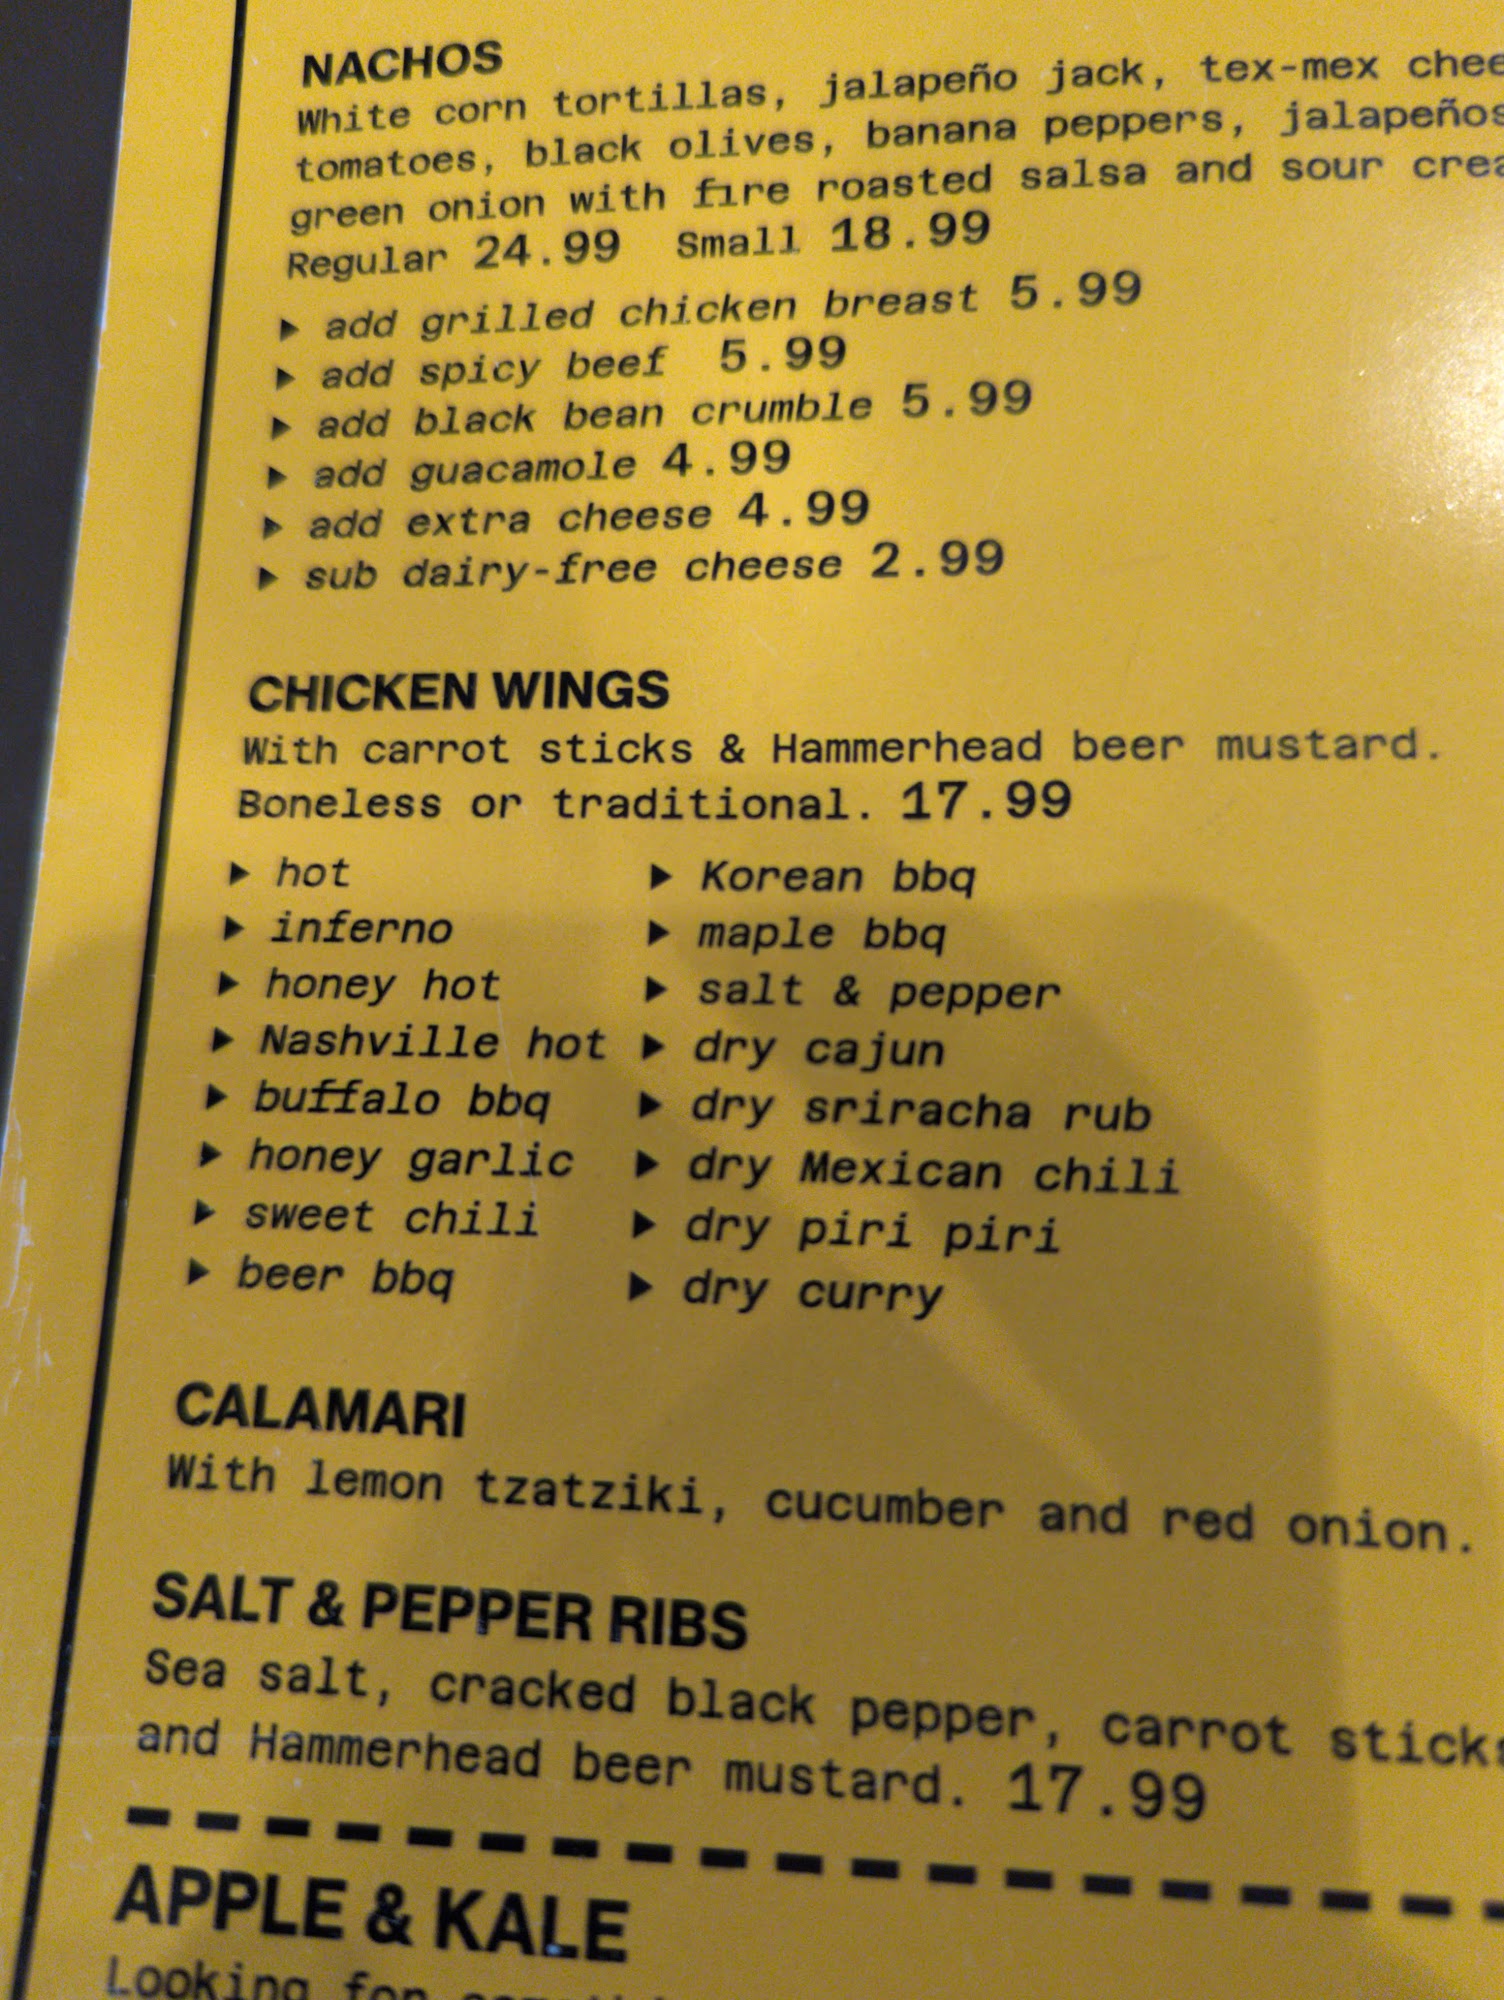 NACHOS
White corn tortillas, jalapeño jack, tex-mex
tomatoes, black olives, banana peppers, jalapeños
green onion with fire roasted salsa and sour
Regular 24.99 Small 18.99
▸ add grilled chicken breast 5.99
▸ add spicy beef 5.99
▸ add black bean crumble 5.99
▸ add guacamole 4.99
▸ add extra cheese 4.99
▸ sub dairy-free cheese 2.99
CHICKEN WINGS
With carrot sticks & Hammerhead beer mustard.
Boneless or traditional. 17.99
▸ hot
▸ inferno
▸ honey hot
▸ Nashville hot
▸ buffalo bbq
▸ honey garlic
▸ sweet chili
▸ beer bbq
▸ Korean bbq
▸ maple bbq
▸ salt & pepper
▸ dry cajun
▸ dry sriracha rub
▸ dry Mexican chili
▸ dry piri piri
▸ dry curry
CALAMARI
With lemon tzatziki, cucumber and red onion.
SALT & PEPPER RIBS
Sea salt, cracked black pepper, carrot sticks
and Hammerhead beer mustard. 17.99
APPLE & KALE
Looking for